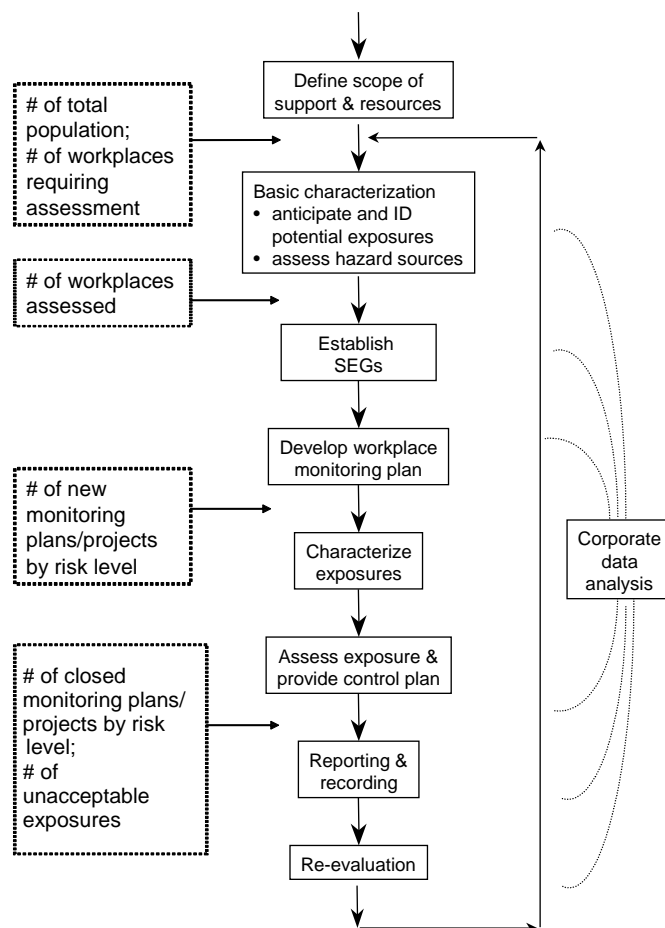 Define scope of
support & resources
# of total
population;
# of workplaces
requiring
assessment
Basic characterization
• anticipate and ID
potential exposures
• assess hazard sources
# of workplaces
assessed
Establish
SEGs
Develop workplace
monitoring plan
# of new
monitoring
plans/projects
by risk level
Characterize
exposures
Corporate
data
analysis
Assess exposure &
provide control plan
# of closed
monitoring plans/
projects by risk
level;
# of
unacceptable
exposures
Reporting &
recording
Re-evaluation